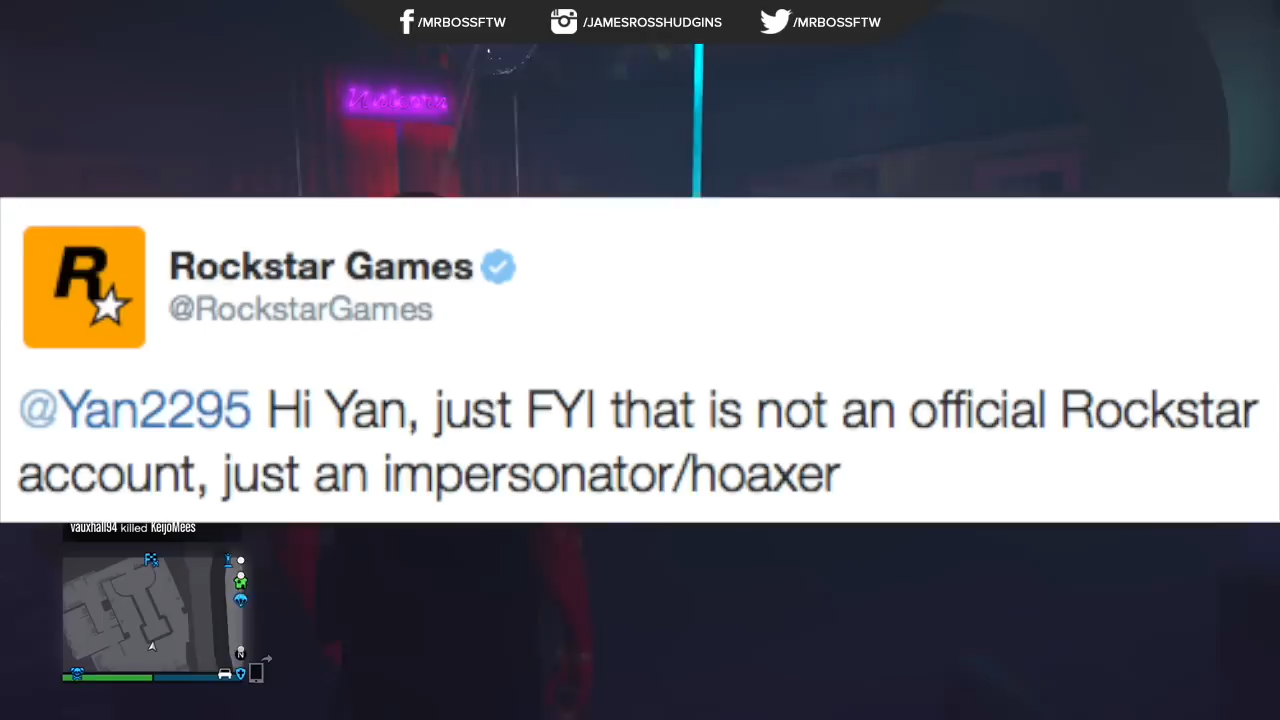 /MRBOSSFTW /JAMESROSSHUDGINS /MRBOSSFTW
Unicorn
R
Rockstar Games
@RockstarGames
@Yan2295 Hi Yan, just FYI that is not an official Rockstar
account, just an impersonator/hoaxer
vauxhall94 killed KeijoMees
N